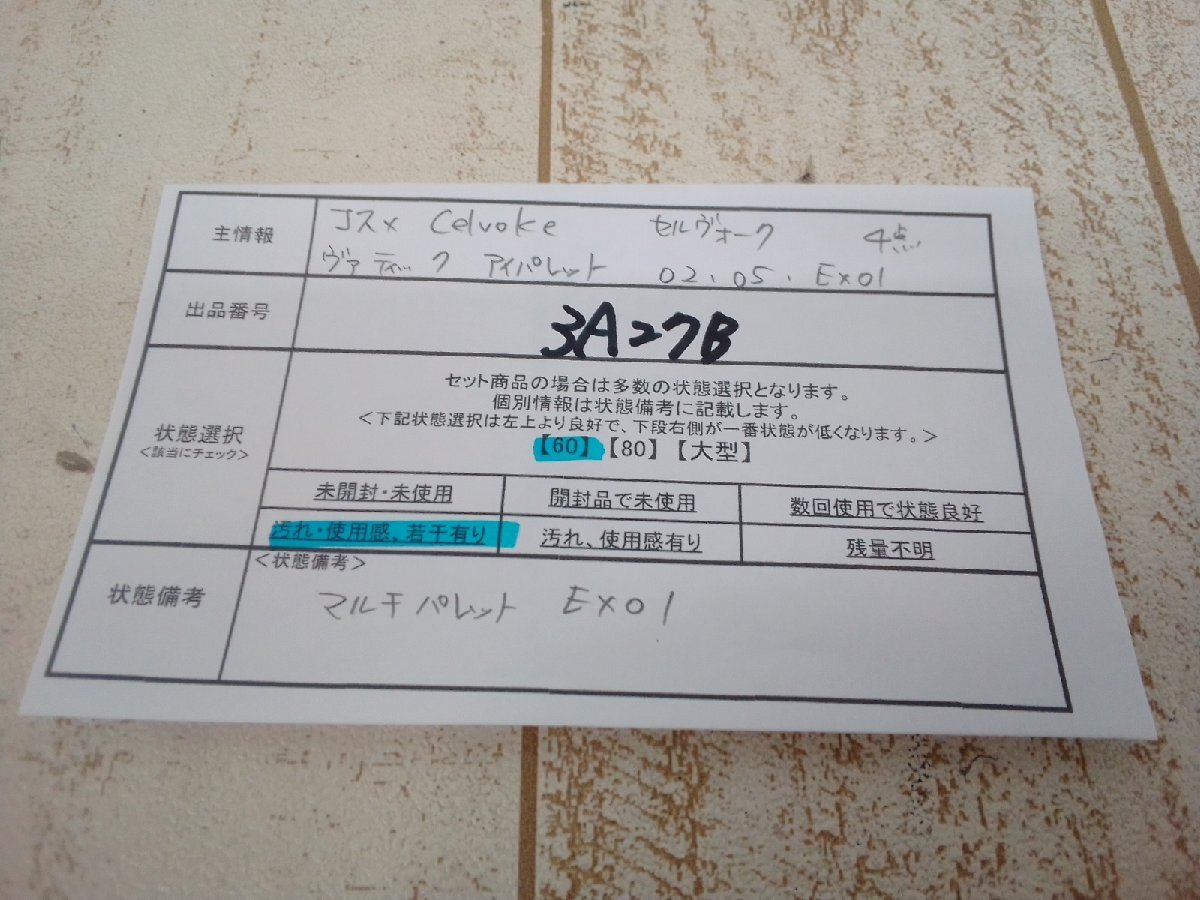 主情報
コスメ Celvoke セルヴォーク 4点
ヴァティック アイパレット 02、05、Ex01
出品番号
3A27B
状態選択
<該当にチェック>
セット商品の場合は多数の状態選択となります。
個別情報は状態備考に記載します。
<下記状態選択は左上より良好で、下段右側が一番状態が低くなります。>
【60】【80】【大型】
未開封・未使用 開封品で未使用 数回使用で状態良好
汚れ・使用感、若干有り 汚れ、使用感有り 残量不明
状態備考
<状態備考>
マルチパレット Ex01